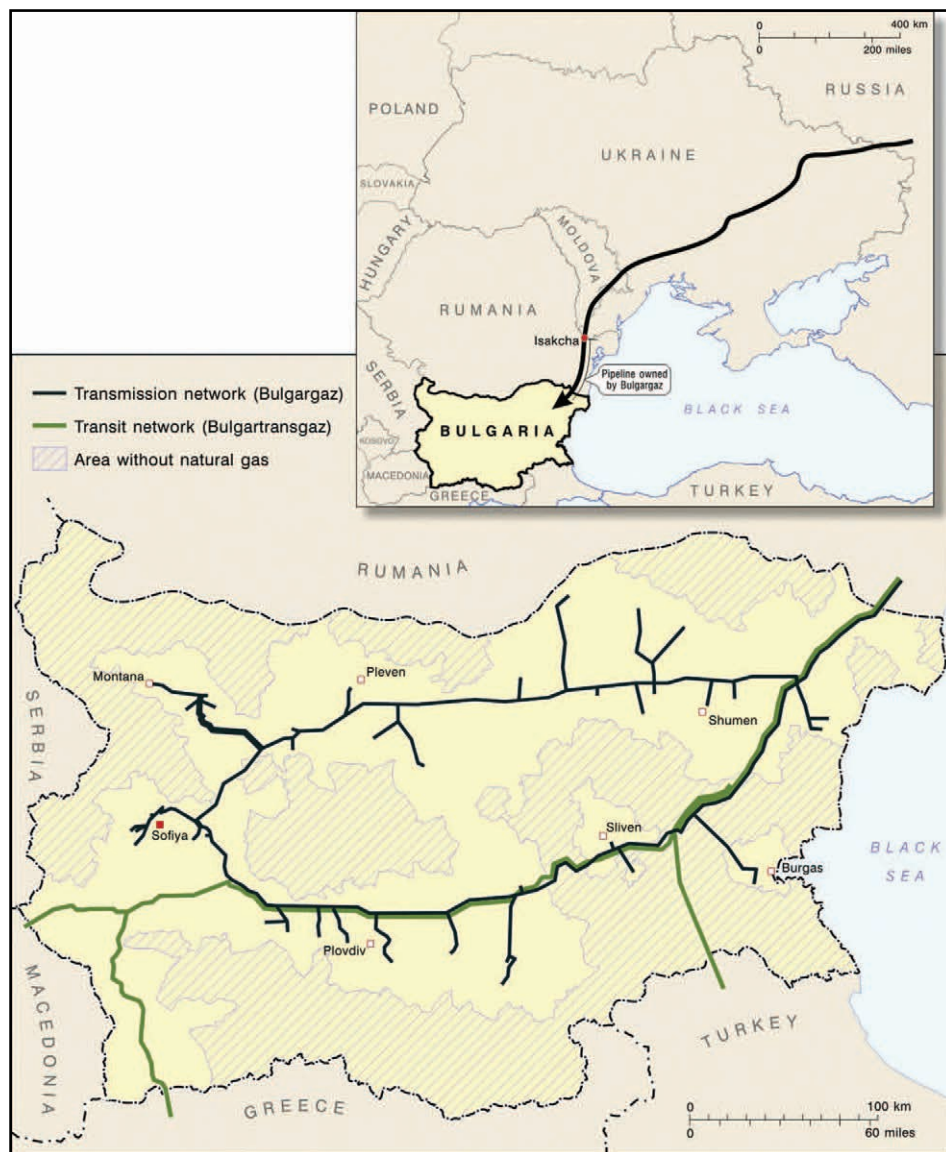 400 km
0
0
200 miles
RUSSIA
POLAND
UKRAINE
SLOVAKIA
HUNGARY
MOLDOVA
RUMANIA
Isakcha
Pipeline owned
by Bulgargaz
SERBIA
BLACK SEA
BULGARIA
KOSOVO
MACEDONIA
GREECE
TURKEY
Transmission network (Bulgargaz)
Transit network (Bulgartransgaz)
Area without natural gas
RUMANIA
Montana
Pleven
SERBIA
Shumen
Sofiya
Sliven
BLACK
SEA
Burgas
Plovdiv
MACEDONIA
TURKEY
GREECE
0
100 km
0
60 miles